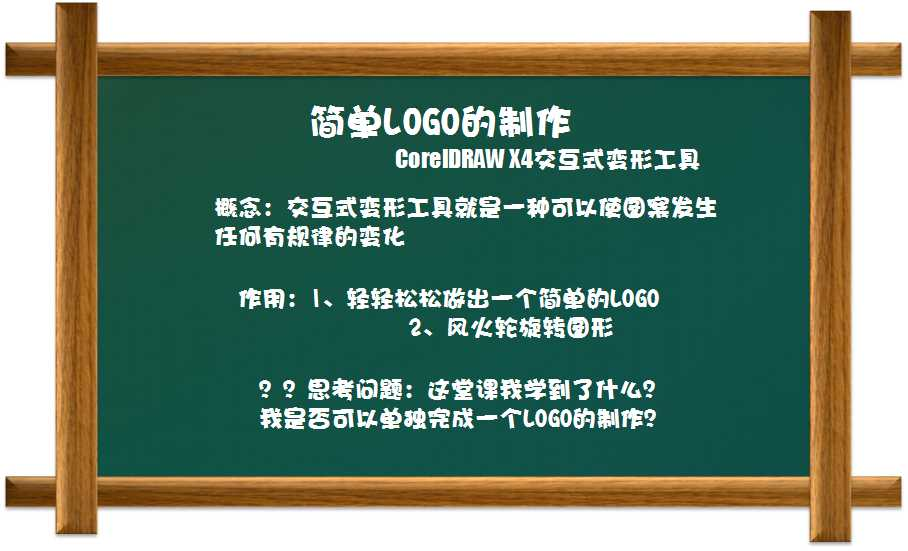 简单LOGO的制作
CorelDRAW X4交互式变形工具
概念：交互式变形工具就是一种可以使图案发生
任何有规律的变化
作用：1、轻轻松松做出一个简单的LOGO
2、风火轮旋转图形
？？思考问题：这堂课我学到了什么？
我是否可以单独完成一个LOGO的制作？